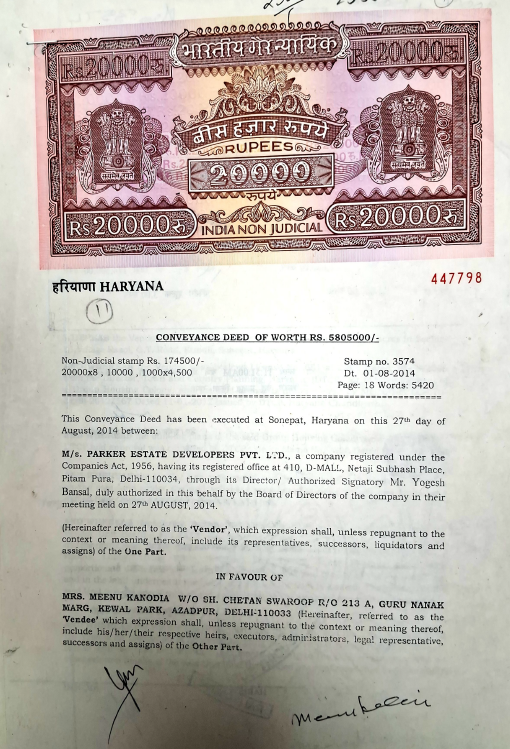 भारतीय गैर न्यायिक
Rs20000रु
Rs20000रु
बीस हज़ार रुपये
RUPEES
20000
रुपये
सत्यमेव जयते
सत्यमेव जयते
Rs20000रु
Rs20000रु
INDIA NON JUDICIAL
हरियाणा HARYANA
447798
11
CONVEYANCE DEED OF WORTH RS. 5805000/-
Non-Judicial stamp Rs. 174500/-
Stamp no. 3574
20000x8 , 10000 , 1000x4,500
Dt. 01-08-2014
Page: 18 Words: 5420
This Conveyance Deed has been executed at Sonepat, Haryana on this 27th day of
August, 2014 between:
M/s. PARKER ESTATE DEVELOPERS PVT. LTD., a company registered under the
Companies Act, 1956, having its registered office at 410, D-MALL, Netaji Subhash Place,
Pitam Pura, Delhi-110034, through its Director/ Authorized Signatory Mr. Yogesh
Bansal, duly authorized in this behalf by the Board of Directors of the company in their
meeting held on 27th AUGUST, 2014.
(Hereinafter referred to as the 'Vendor', which expression shall, unless repugnant to the
context or meaning thereof, include its representatives, successors, liquidators and
assigns) of the One Part.
IN FAVOUR OF
MRS. MEENU KANODIA W/O SH. CHETAN SWAROOP R/O 213 A, GURU NANAK
MARG, KEWAL PARK, AZADPUR, DELHI-110033 (Hereinafter, referred to as the
'Vendee' which expression shall, unless repugnant to the context or meaning thereof,
include his/her/their respective heirs, executors, administrators, legal representative,
successors and assigns) of the Other Part.